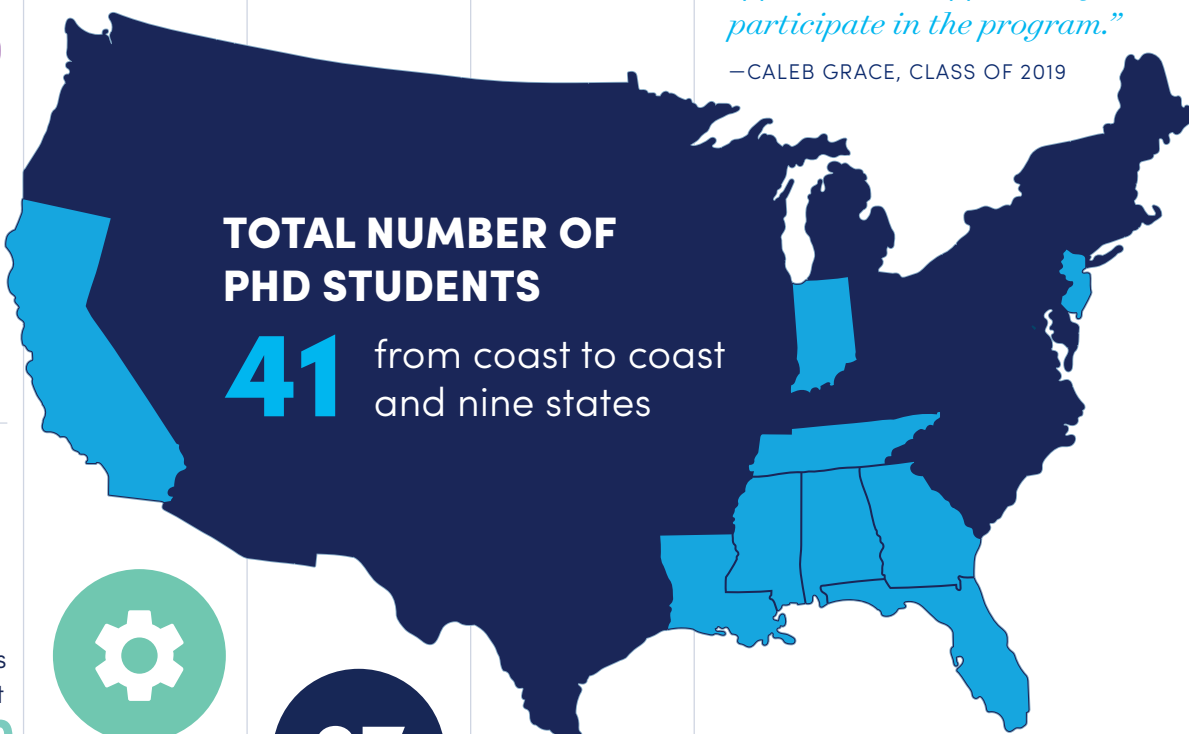 participate in the program.”
—CALEB GRACE, CLASS OF 2019
TOTAL NUMBER OF
PHD STUDENTS
41 from coast to coast
and nine states